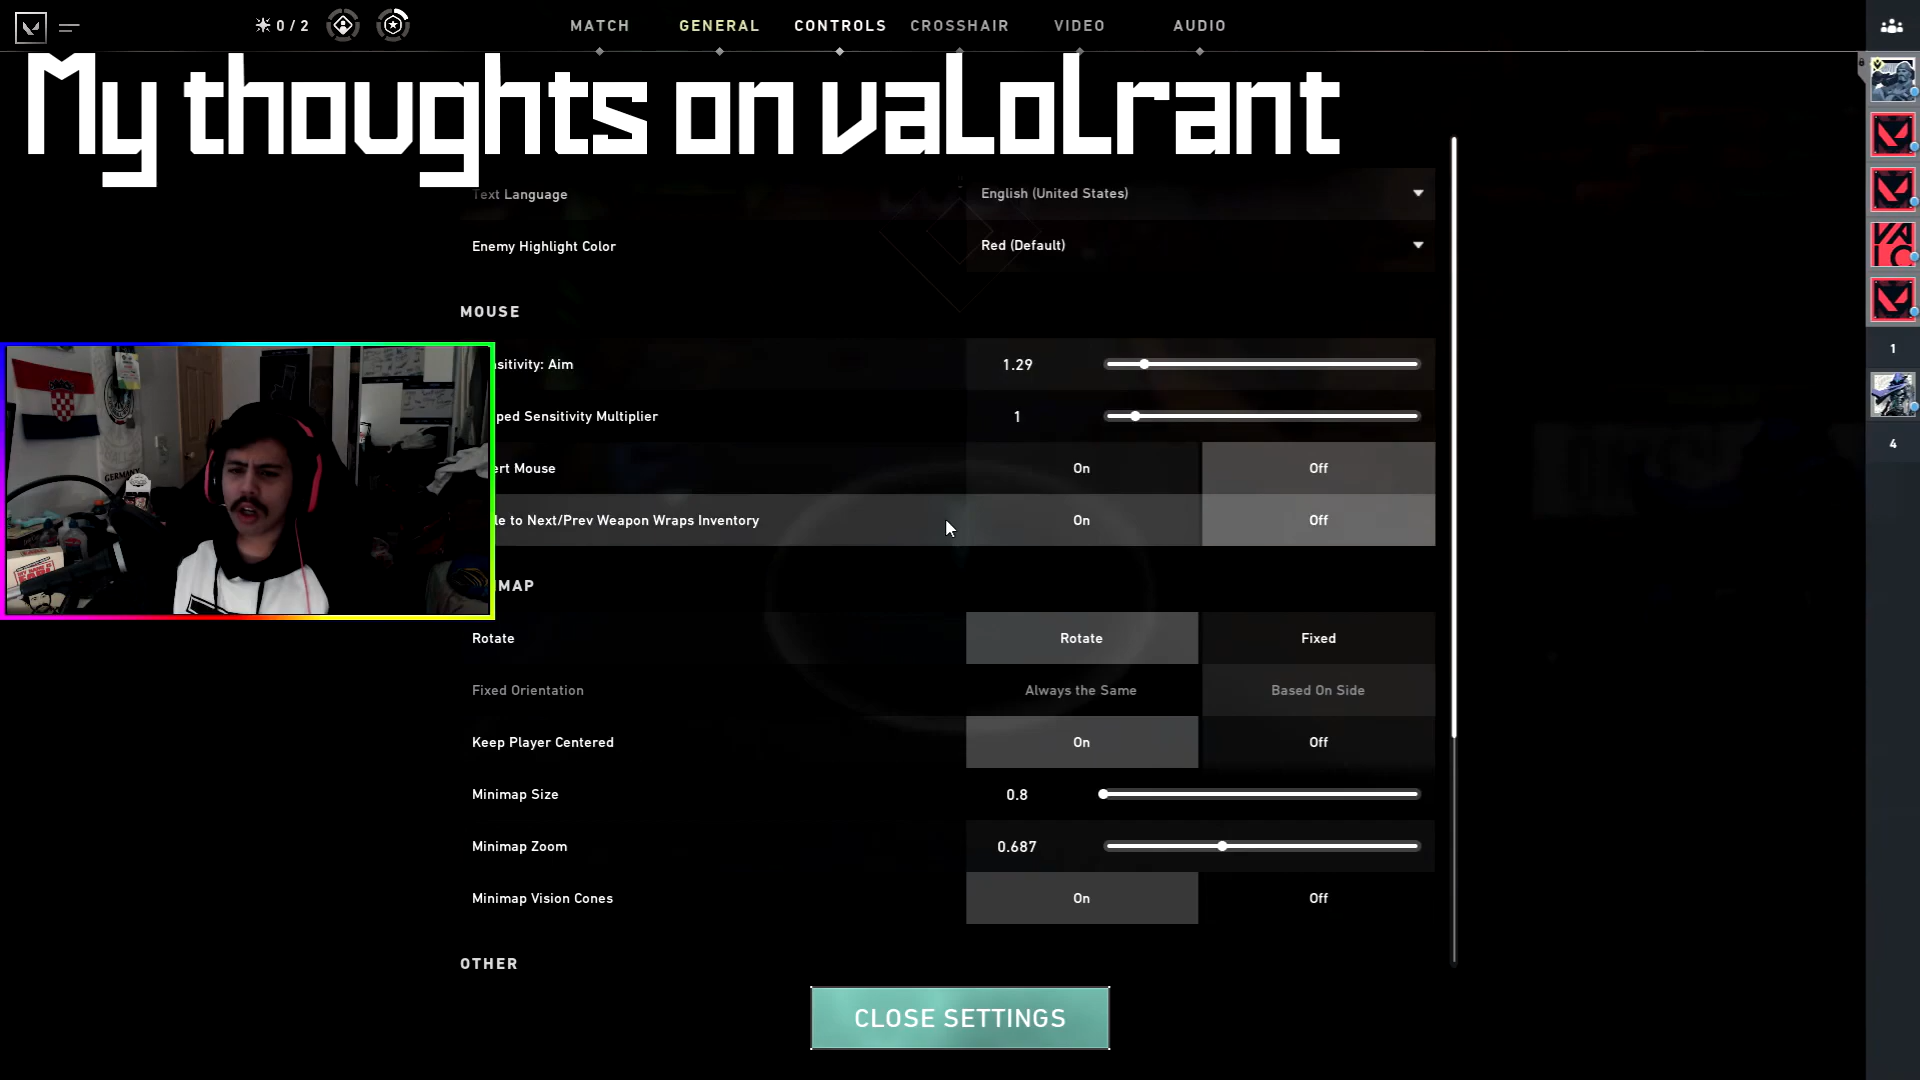 0 / 2
MATCH
GENERAL
CONTROLS
CROSSHAIR
VIDEO
AUDIO
My thoughts on vaLoLrant
Text Language
English (United States)
Enemy Highlight Color
Red (Default)
MOUSE
sitivity: Aim
1.29
ped Sensitivity Multiplier
1
ert Mouse
On
Off
le to Next/Prev Weapon Wraps Inventory
On
Off
MAP
Rotate
Rotate
Fixed
Fixed Orientation
Always the Same
Based On Side
Keep Player Centered
On
Off
Minimap Size
0.8
Minimap Zoom
0.687
Minimap Vision Cones
On
Off
OTHER
CLOSE SETTINGS
1
4
GERMANY